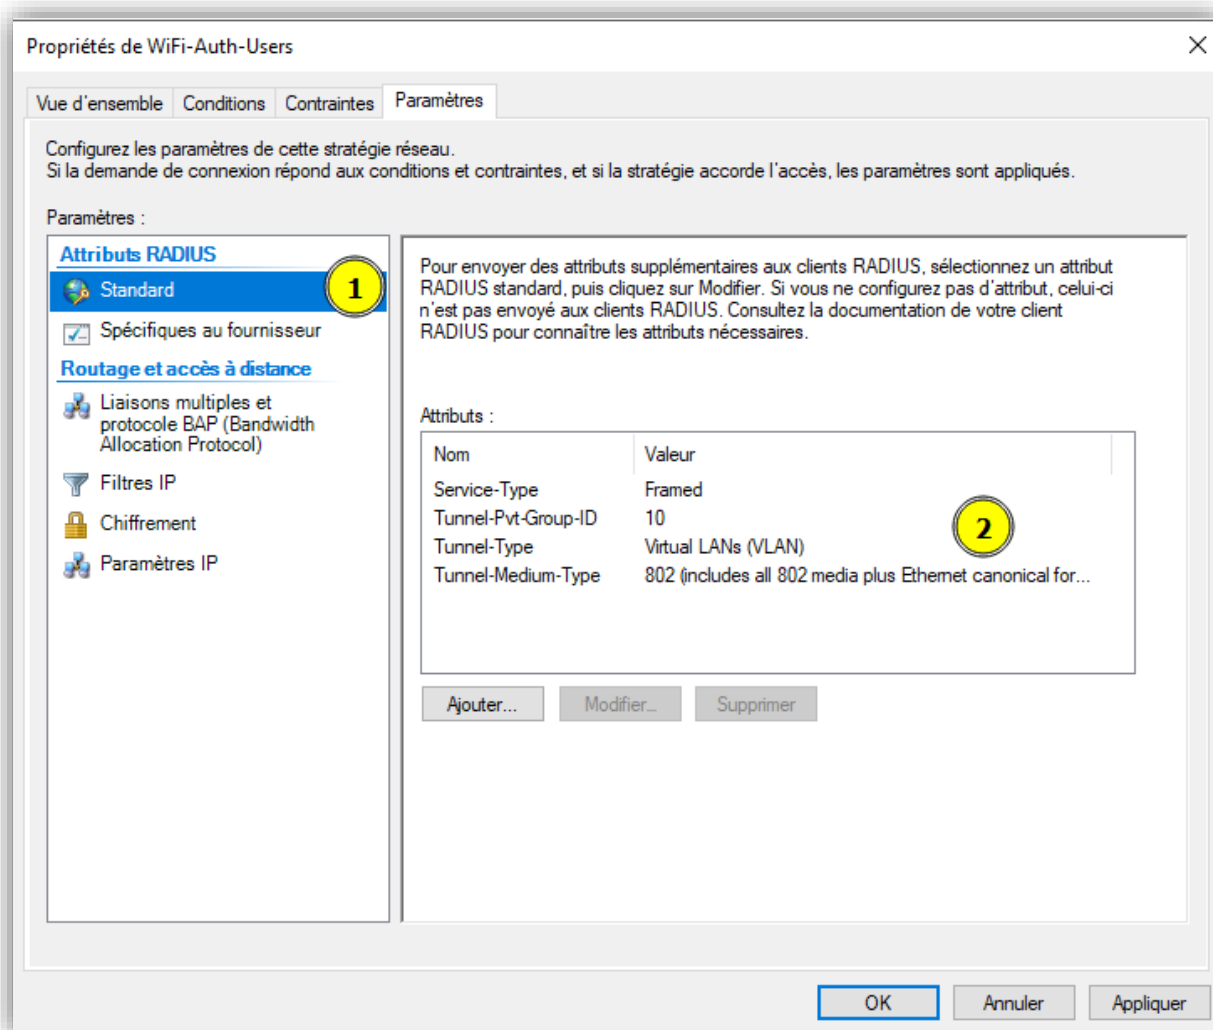 Propriétés de WiFi-Auth-Users
Vue d'ensemble Conditions Contraintes Paramètres
Configurez les paramètres de cette stratégie réseau.
Si la demande de connexion répond aux conditions et contraintes, et si la stratégie accorde l'accès, les paramètres sont appliqués.
Paramètres :
Attributs RADIUS
Standard
1
Spécifiques au fournisseur
Routage et accès à distance
Liaisons multiples et
protocole BAP (Bandwidth
Allocation Protocol)
Filtres IP
Chiffrement
Paramètres IP
Pour envoyer des attributs supplémentaires aux clients RADIUS, sélectionnez un attribut
RADIUS standard, puis cliquez sur Modifier. Si vous ne configurez pas d'attribut, celui-ci
n'est pas envoyé aux clients RADIUS. Consultez la documentation de votre client
RADIUS pour connaître les attributs nécessaires.
Attributs :
Nom Valeur
Service-Type Framed
Tunnel-Pvt-Group-ID 10
Tunnel-Type Virtual LANs (VLAN)
Tunnel-Medium-Type 802 (includes all 802 media plus Ethernet canonical for...
2
Ajouter... Modifier... Supprimer
OK Annuler Appliquer